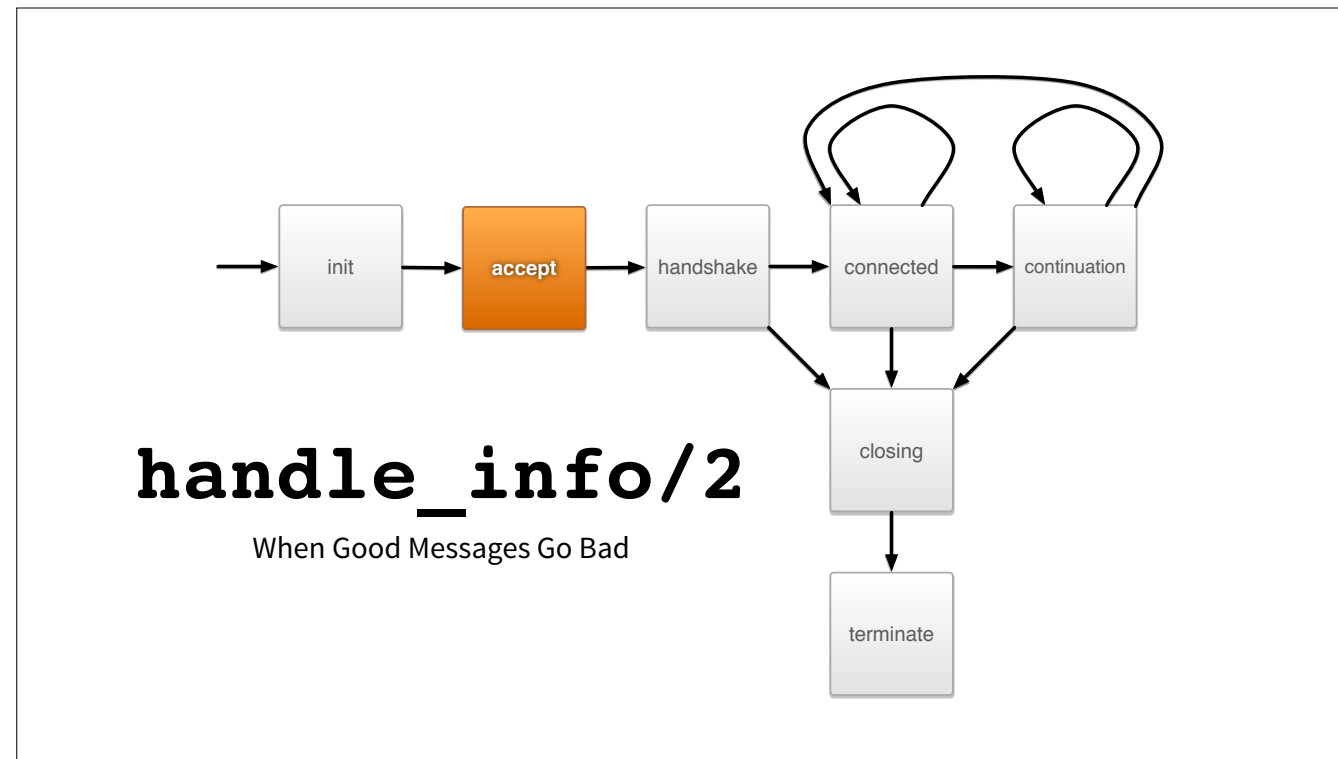 init
accept
handshake
connected
continuation
closing
handle_info/2
When Good Messages Go Bad
terminate